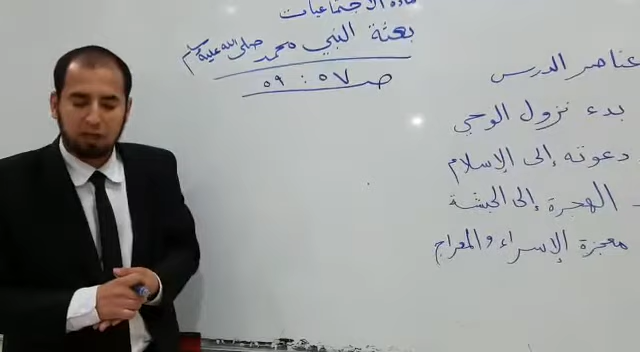 مادة الاجتماعيات
بعثة النبي محمد صلى الله عليه وسلم
ص ٥٧ : ٥٩
عناصر الدرس
بدء نزول الوحي
دعوته إلى الإسلام
- الهجرة إلى الحبشة
معجزة الإسراء والمعراج